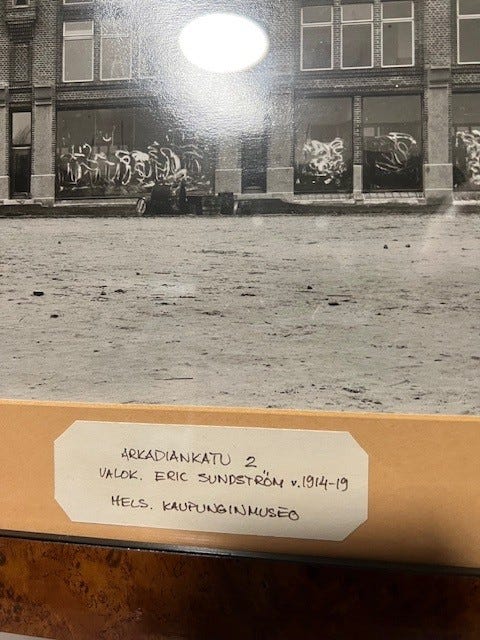 ARKADIANKATU 2
VALOK. ERIC SUNDSTRÖM v.1914-19
HELS. KAUPUNGINMUSEO